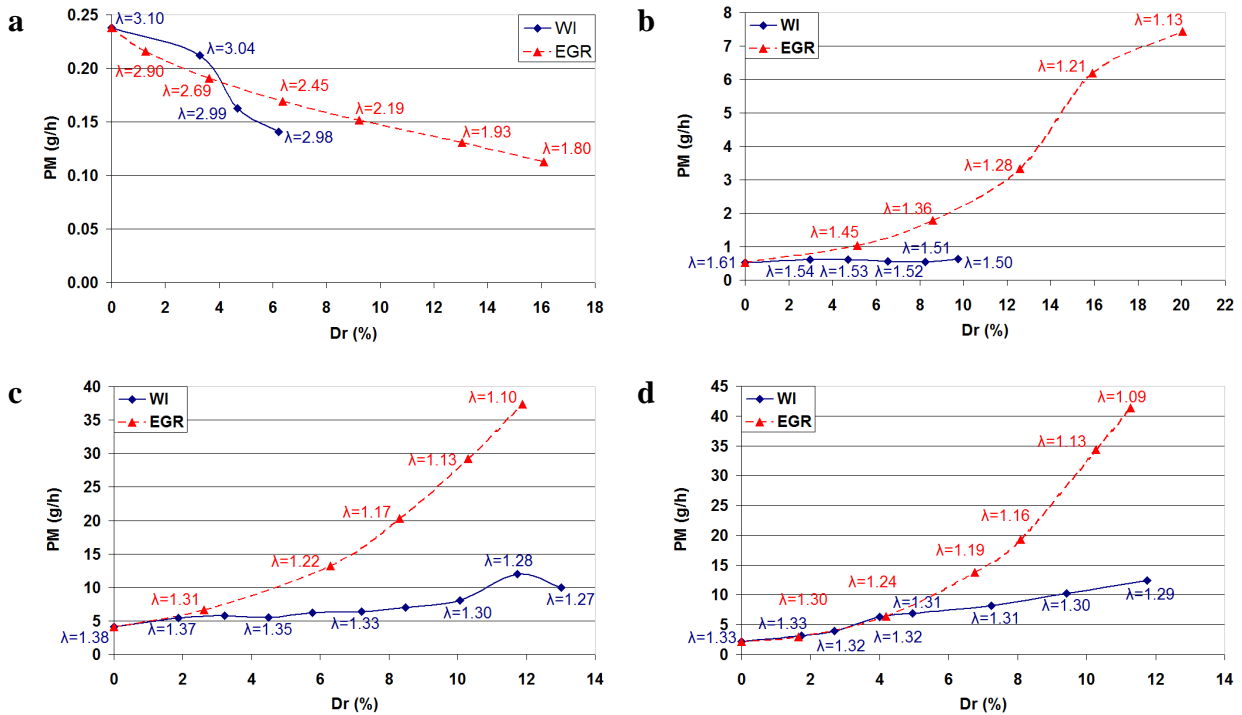 a
0.25
0.20
0.15
0.10
0.05
0.00
PM (g/h)
0 2 4 6 8 10 12 14 16 18
Dr (%)
WI
EGR
λ=3.10
λ=3.04
λ=2.90
λ=2.69
λ=2.45
λ=2.99
λ=2.19
λ=2.98
λ=1.93
λ=1.80
b
8
7
6
5
4
3
2
1
0
PM (g/h)
0 2 4 6 8 10 12 14 16 18 20 22
Dr (%)
WI
EGR
λ=1.13
λ=1.21
λ=1.28
λ=1.36
λ=1.45
λ=1.51
λ=1.61
λ=1.54
λ=1.53
λ=1.52
λ=1.50
c
40
35
30
25
20
15
10
5
0
PM (g/h)
0 2 4 6 8 10 12 14
Dr (%)
WI
EGR
λ=1.10
λ=1.13
λ=1.17
λ=1.22
λ=1.28
λ=1.31
λ=1.38
λ=1.37
λ=1.35
λ=1.33
λ=1.30
λ=1.27
d
45
40
35
30
25
20
15
10
5
0
PM (g/h)
0 2 4 6 8 10 12 14
Dr (%)
WI
EGR
λ=1.09
λ=1.13
λ=1.16
λ=1.19
λ=1.24
λ=1.30
λ=1.31
λ=1.33
λ=1.33
λ=1.32
λ=1.32
λ=1.31
λ=1.30
λ=1.29